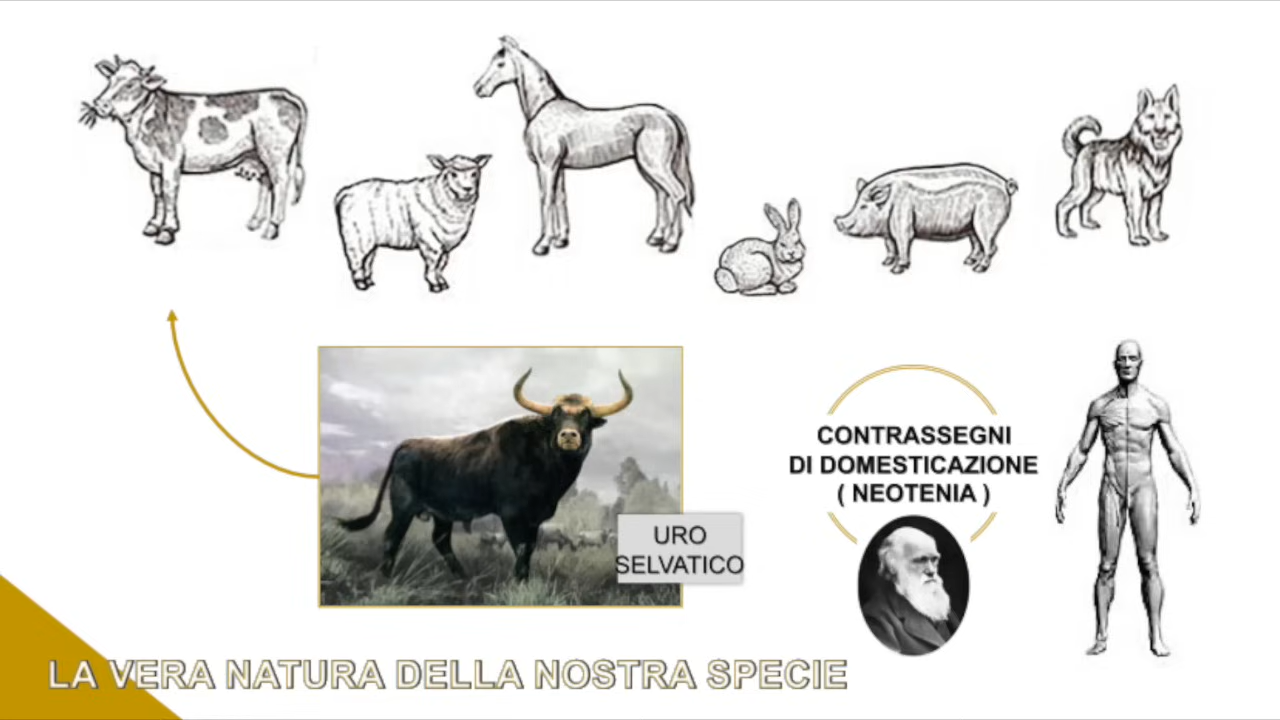 URO
SELVATICO
CONTRASSEGNI
DI DOMESTICAZIONE
( NEOTENIA )
LA VERA NATURA DELLA NOSTRA SPECIE